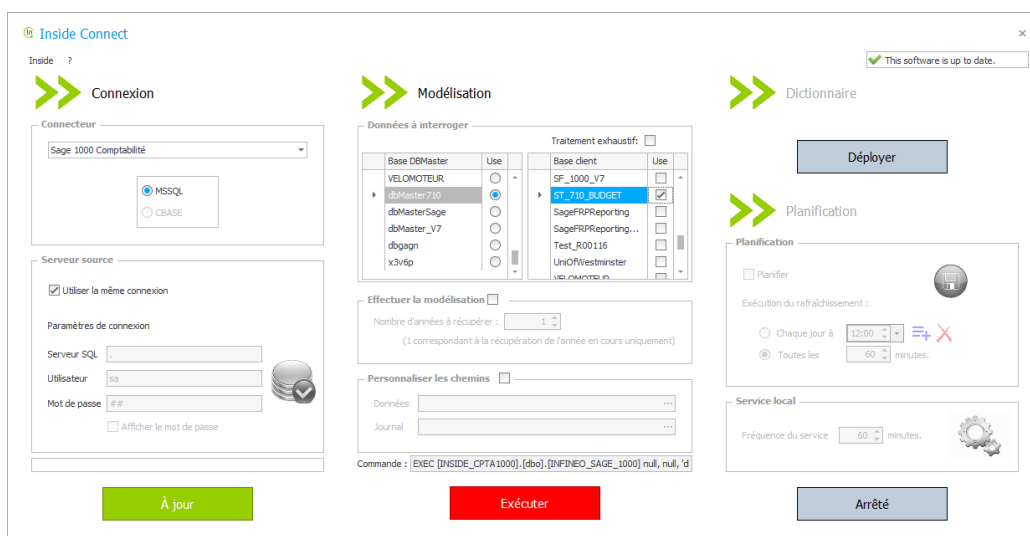 Inside Connect
×
Inside ?
This software is up to date.
Connexion
Connecteur
Sage 1000 Comptabilité
MSSQL
CBASE
Serveur source
Utiliser la même connexion
Paramètres de connexion
Serveur SQL .
Utilisateur sa
Mot de passe ##
Afficher le mot de passe
À jour
Modélisation
Données à interroger
Traitement exhaustif:
Base DBMaster Use Base client Use
VELOMOTEUR SF_1000_V7
dbMaster710 ST_710_BUDGET
dbMasterSage SageFRPReporting
dbMaster_V7 SageFRPReporting...
dbgagn Test_R00116
x3v6p UniOfWestminster
VELOMOTEUR
Effectuer la modélisation
Nombre d'années à récupérer : 1
(1 correspondant à la récupération de l'année en cours uniquement)
Personnaliser les chemins
Données ...
Journal ...
Commande : EXEC [INSIDE_CPTA1000].[dbo].[INFINEO_SAGE_1000] null, null, 'd
Exécuter
Dictionnaire
Déployer
Planification
Planification
Planifier
Exécution du rafraîchissement :
Chaque jour à 12:00
Toutes les 60 minutes.
Service local
Fréquence du service 60 minutes.
Arrêté